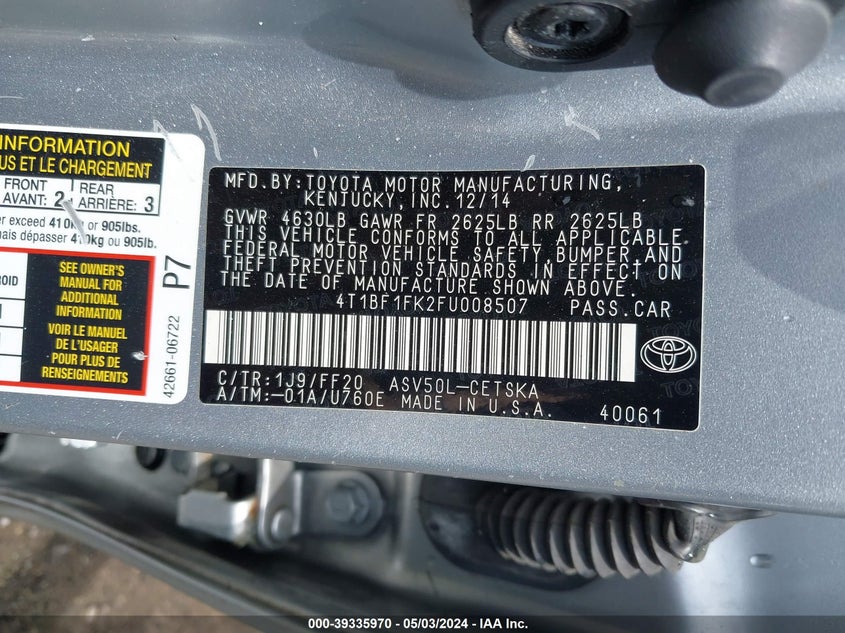 INFORMATION
US ET LE CHARGEMENT
FRONT
AVANT: 2
REAR
ARRIÈRE: 3
er exceed 410kg or 905lbs.
mais dépasser 410kg ou 905lb.
SEE OWNER'S
MANUAL FOR
ADDITIONAL
INFORMATION
VOIR LE MANUEL
DE L'USAGER
POUR PLUS DE
RENSEIGNEMENTS
P7
42661-06722
MFD.BY:TOYOTA MOTOR MANUFACTURING,
KENTUCKY,INC.12/14
GVWR 4630LB GAWR FR 2625LB RR 2625LB
THIS VEHICLE CONFORMS TO ALL APPLICABLE
FEDERAL MOTOR VEHICLE SAFETY,BUMPER,AND
THEFT PREVENTION STANDARDS IN EFFECT ON
THE DATE OF MANUFACTURE SHOWN ABOVE.
4T1BF1FK2FU008507 PASS.CAR
C/TR:1J9/FF20 ASV50L-CETSKA
A/TM:-01A/U760E MADE IN U.S.A. 40061
000-39335970 - 05/03/2024 - IAA Inc.